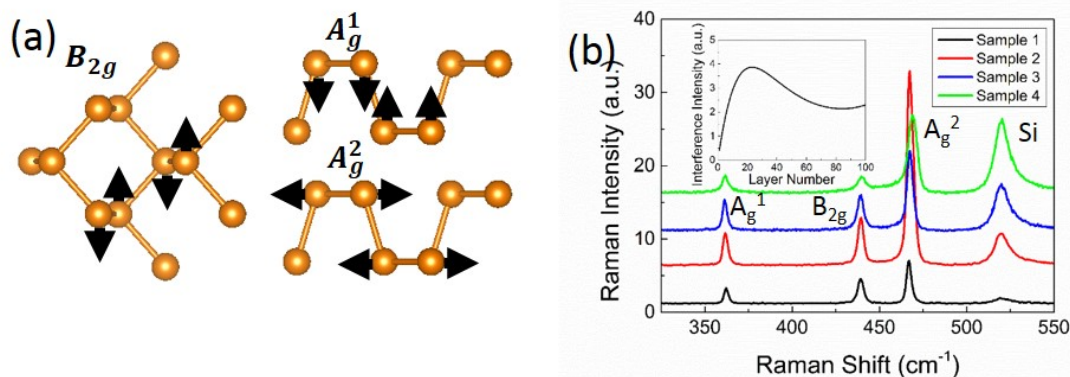 (a)
B₂g
A¹g
A²g
(b)
Raman Intensity (a.u.)
40
30
20
10
0
350
400
450
500
550
Raman Shift (cm⁻¹)
Interference Intensity (a.u.)
5
4
3
2
1
0
20
40
60
80
100
Layer Number
Sample 1
Sample 2
Sample 3
Sample 4
Ag¹
B₂g
Ag²
Si